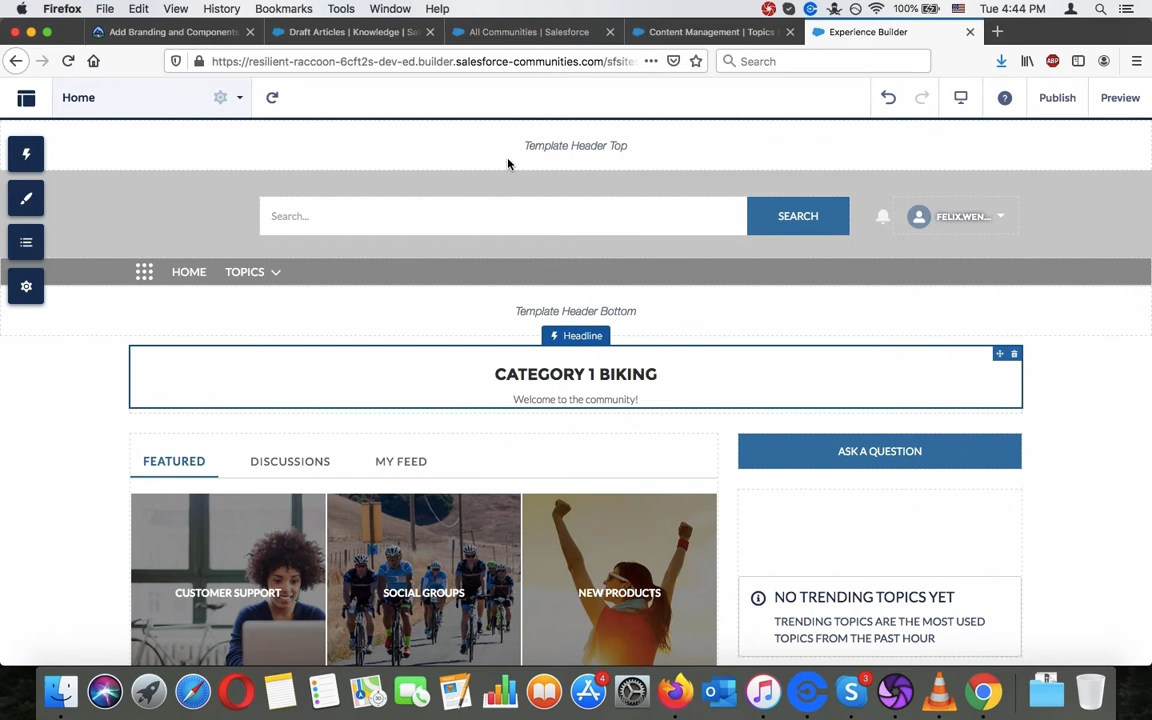 Firefox File Edit View History Bookmarks Tools Window Help 100% Tue 4:44 PM
Add Branding and Components Draft Articles | Knowledge | Sa All Communities | Salesforce Content Management | Topics Experience Builder
https://resilient-raccoon-6cft2s-dev-ed.builder.salesforce-communities.com/sfsites Search
Home Publish Preview
Template Header Top
Search... SEARCH FELIX.WEN...
HOME TOPICS
Template Header Bottom
Headline
CATEGORY 1 BIKING
Welcome to the community!
FEATURED DISCUSSIONS MY FEED
ASK A QUESTION
CUSTOMER SUPPORT SOCIAL GROUPS NEW PRODUCTS
NO TRENDING TOPICS YET
TRENDING TOPICS ARE THE MOST USED
TOPICS FROM THE PAST HOUR
4 3